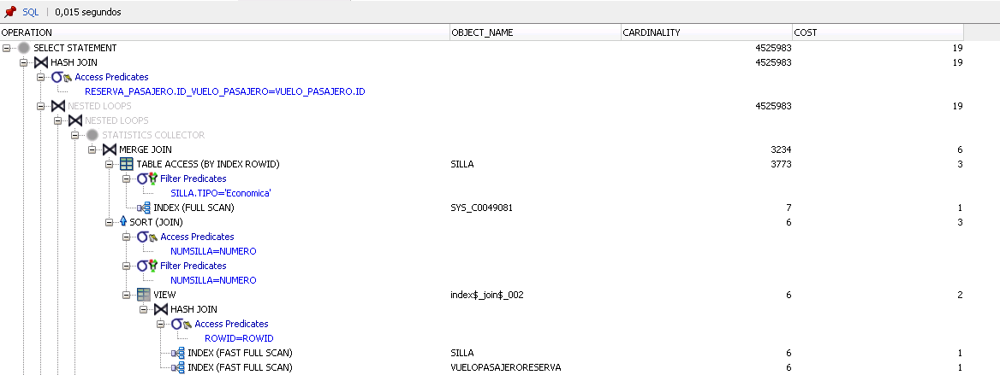 SQL | 0,015 segundos
OPERATION OBJECT_NAME CARDINALITY COST
SELECT STATEMENT 4525983 19
HASH JOIN 4525983 19
Access Predicates
RESERVA_PASAJERO.ID_VUELO_PASAJERO=VUELO_PASAJERO.ID
NESTED LOOPS 4525983 19
NESTED LOOPS
STATISTICS COLLECTOR
MERGE JOIN 3234 6
TABLE ACCESS (BY INDEX ROWID) SILLA 3773 3
Filter Predicates
SILLA.TIPO='Economica'
INDEX (FULL SCAN) SYS_C0049081 7 1
SORT (JOIN) 6 3
Access Predicates
NUMSILLA=NUMERO
Filter Predicates
NUMSILLA=NUMERO
VIEW index$_join$_002 6 2
HASH JOIN
Access Predicates
ROWID=ROWID
INDEX (FAST FULL SCAN) SILLA 6 1
INDEX (FAST FULL SCAN) VUELOPASAJERORESERVA 6 1